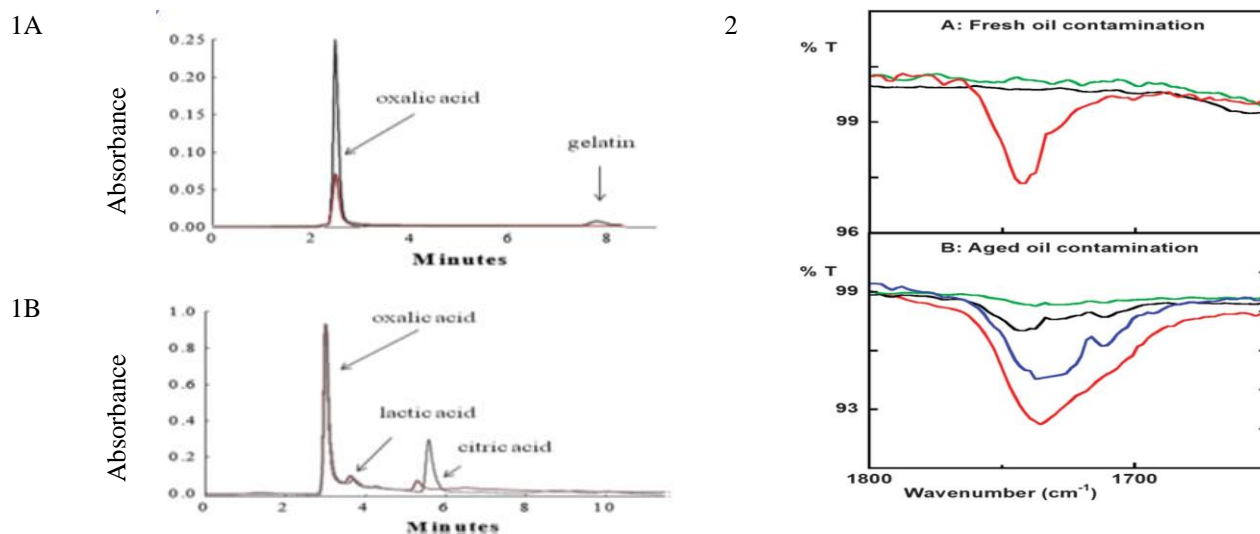 1A
Absorbance
0.25
0.20
0.15
0.10
0.05
0.00
oxalic acid
gelatin
0 2 4 6 8
Minutes
1B
Absorbance
1.0
0.8
0.6
0.4
0.2
0.0
oxalic acid
lactic acid
citric acid
0 2 4 6 8 10
Minutes
2
A: Fresh oil contamination
% T
99
96
B: Aged oil contamination
% T
99
93
1800 1700
Wavenumber (cm⁻¹)